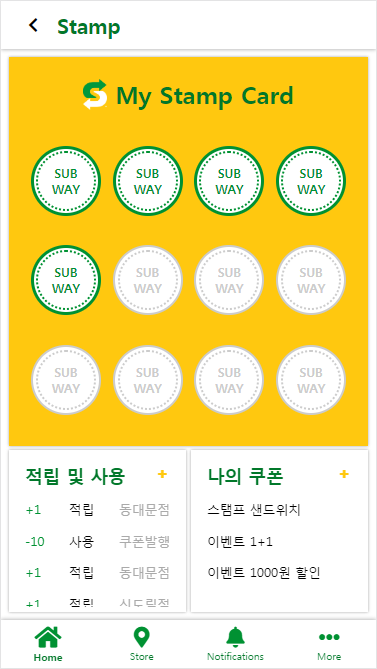 Stamp
My Stamp Card
SUB WAY SUB WAY SUB WAY SUB WAY
SUB WAY SUB WAY SUB WAY SUB WAY
SUB WAY SUB WAY SUB WAY SUB WAY
적립 및 사용 +
+1 적립 동대문점
-10 사용 쿠폰발행
+1 적립 동대문점
+1 적립 신도림점
나의 쿠폰 +
스탬프 샌드위치
이벤트 1+1
이벤트 1000원 할인
Home Store Notifications More